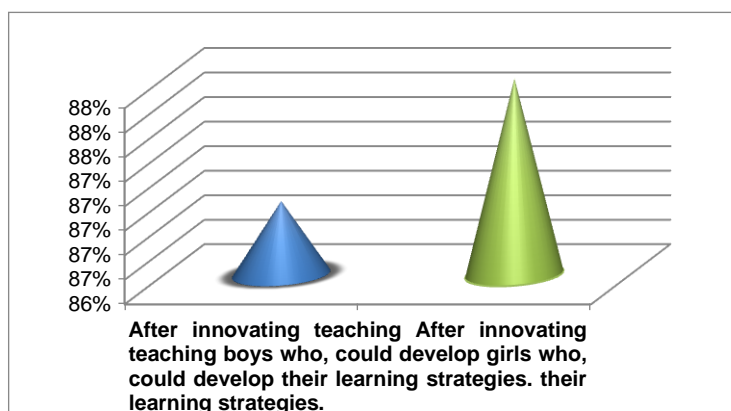 88%
88%
88%
87%
87%
87%
87%
87%
86%
After innovating teaching After innovating
teaching boys who, could develop girls who,
could develop their learning strategies. their
learning strategies.